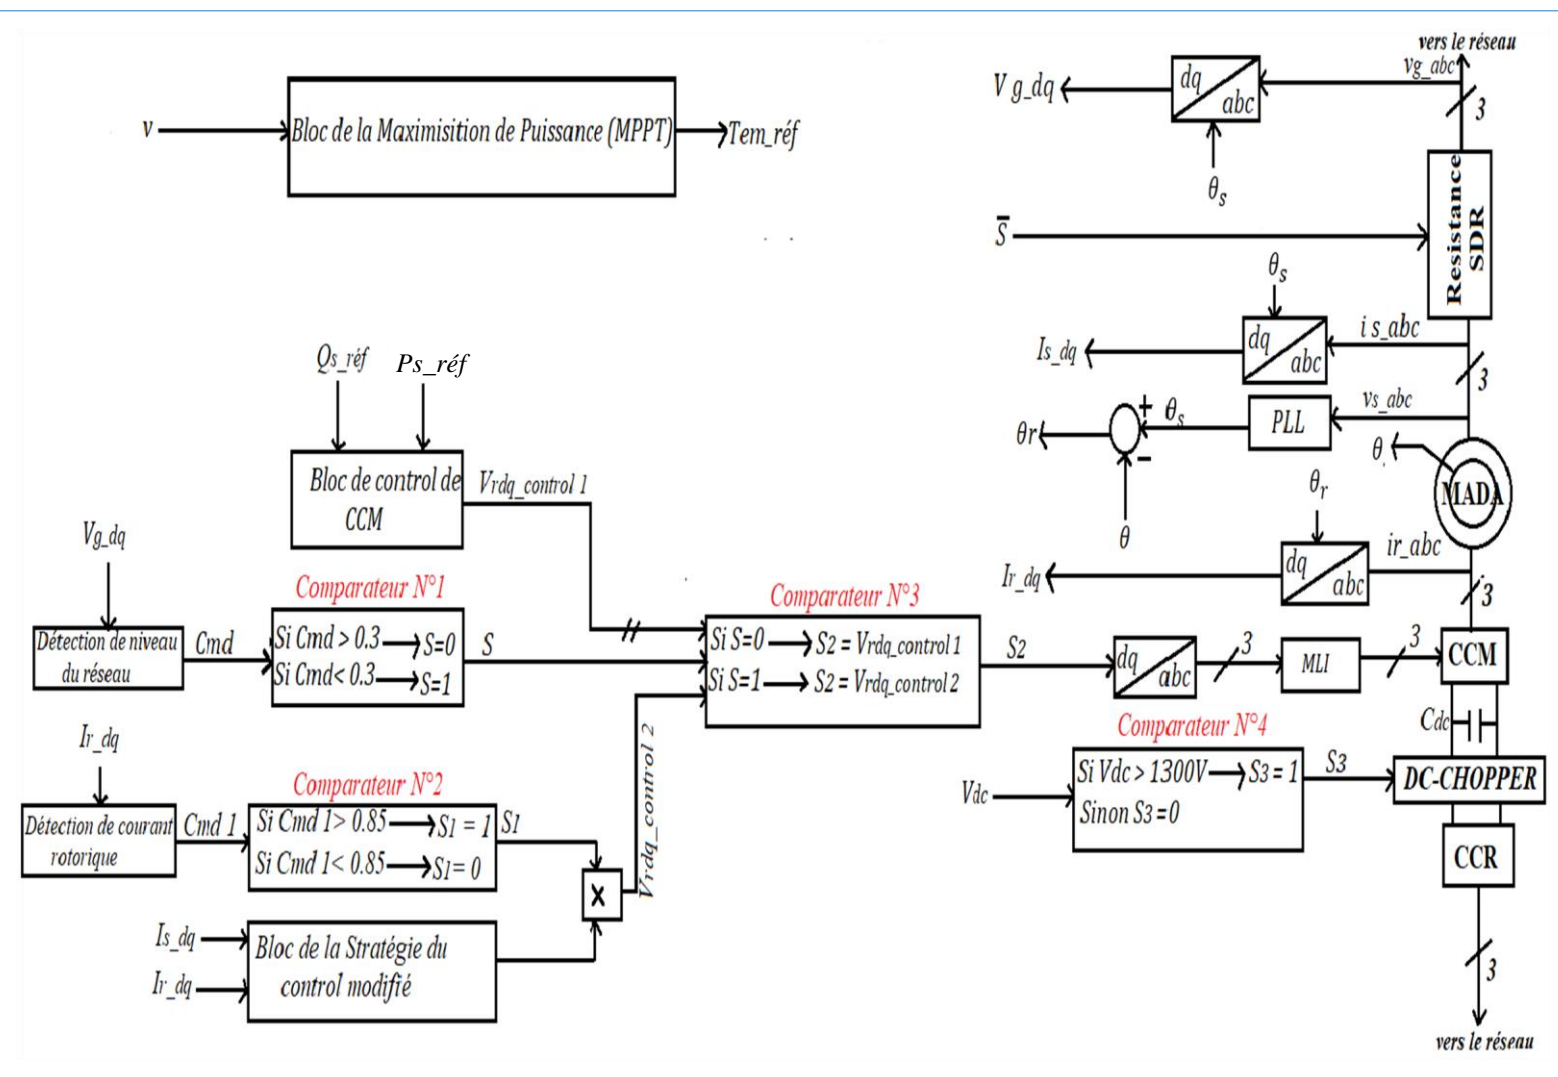 vers le réseau
vg_abc
V g_dq
dq
abc
3
v
Bloc de la Maximisition de Puissance (MPPT)
Tem_réf
θs
Resistance
SDR
S̅
θs
Is_dq
dq
abc
i s_abc
3
Qs_réf
Ps_réf
θr
+
θs
PLL
vs_abc
−
θ
θ
MADA
Bloc de control de
CCM
Vrdq_control 1
θr
ir_abc
Ir_dq
dq
abc
3
Vg_dq
Comparateur N°1
Comparateur N°3
Détection de niveau
du réseau
Cmd
Si Cmd > 0.3 → S=0
Si Cmd< 0.3 → S=1
S
Si S=0 → S2 = Vrdq_control 1
Si S=1 → S2 = Vrdq_control 2
S2
dq
abc
3
MLI
3
CCM
Ir_dq
Vrdq_control 2
Comparateur N°4
Cdc
Comparateur N°2
Vdc
Si Vdc > 1300V → S3 = 1
Sinon S3 =0
S3
DC-CHOPPER
Détection de courant
rotorique
Cmd 1
Si Cmd 1> 0.85 → S1 = 1
Si Cmd 1< 0.85 → S1= 0
S1
X
CCR
Is_dq
Ir_dq
Bloc de la Stratégie du
control modifié
3
vers le réseau